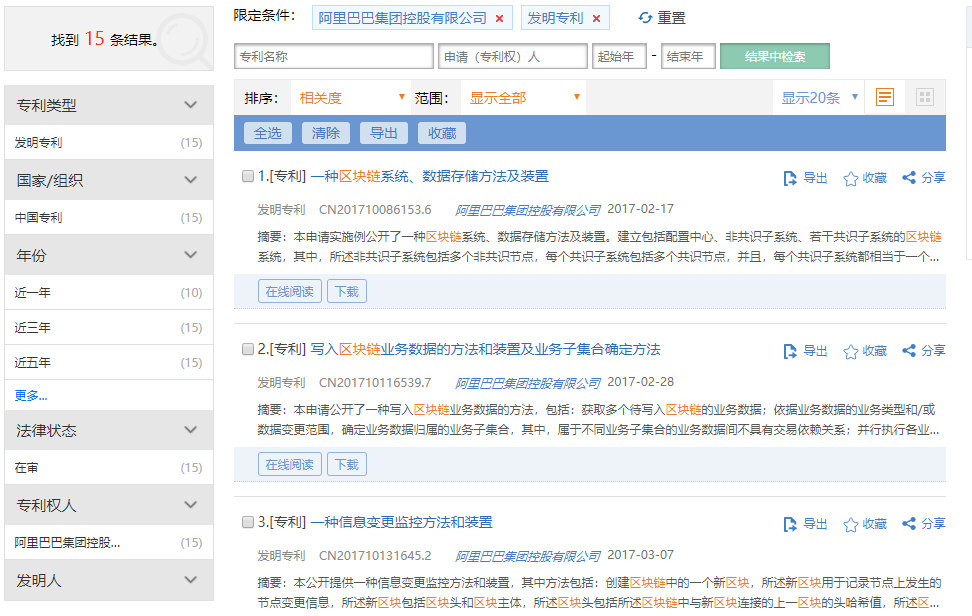 找到 15 条结果。
专利类型
发明专利 (15)
国家/组织
中国专利 (15)
年份
近一年 (10)
近三年 (15)
近五年 (15)
更多...
法律状态
在审 (15)
专利权人
阿里巴巴集团控股... (15)
发明人
限定条件： 阿里巴巴集团控股有限公司 × 发明专利 × 重置
专利名称 申请（专利权）人 起始年 - 结束年 结果中检索
排序： 相关度 范围： 显示全部 显示20条
全选 清除 导出 收藏
1.[专利] 一种区块链系统、数据存储方法及装置 导出 收藏 分享
发明专利 CN201710086153.6 阿里巴巴集团控股有限公司 2017-02-17
摘要：本申请实施例公开了一种区块链系统、数据存储方法及装置。建立包括配置中心、非共识子系统、若干共识子系统的区块链
系统，其中，所述非共识子系统包括多个非共识节点，每个共识子系统包括多个共识节点，并且，每个共识子系统都相当于一个...
在线阅读 下载
2.[专利] 写入区块链业务数据的方法和装置及业务子集合确定方法 导出 收藏 分享
发明专利 CN201710116539.7 阿里巴巴集团控股有限公司 2017-02-28
摘要：本申请公开了一种写入区块链业务数据的方法，包括：获取多个待写入区块链的业务数据；依据业务数据的业务类型和/或
数据变更范围，确定业务数据归属的业务子集合，其中，属于不同业务子集合的业务数据间不具有交易依赖关系；并行执行各业...
在线阅读 下载
3.[专利] 一种信息变更监控方法和装置 导出 收藏 分享
发明专利 CN201710131645.2 阿里巴巴集团控股有限公司 2017-03-07
摘要：本公开提供一种信息变更监控方法和装置，其中方法包括：创建区块链中的一个新区块，所述新区块用于记录节点上发生的
节点变更信息，所述新区块包括区块头和区块主体，所述区块头包括所述区块链中与新区块连接的上一区块的头哈希值，所述区...